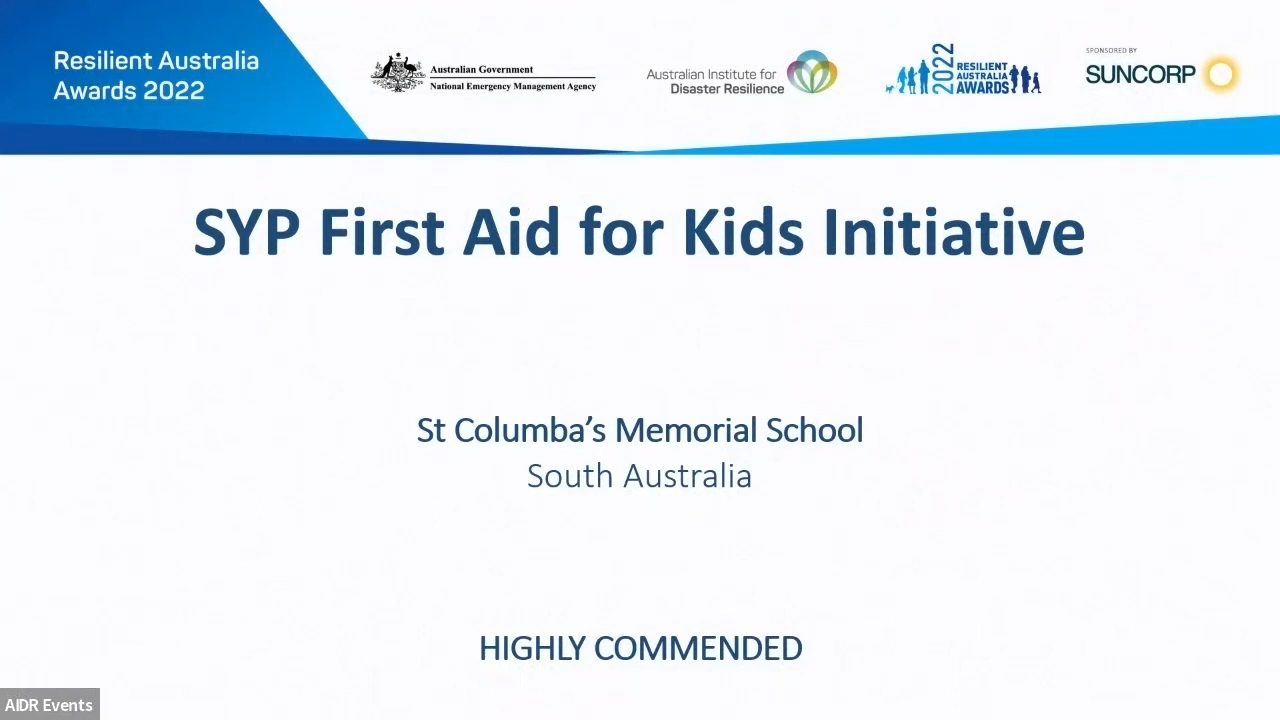 Resilient Australia
Awards 2022
Australian Government
National Emergency Management Agency
Australian Institute for
Disaster Resilience
2022
RESILIENT
AUSTRALIA
AWARDS
SPONSORED BY
SUNCORP
SYP First Aid for Kids Initiative
St Columba’s Memorial School
South Australia
HIGHLY COMMENDED
AIDR Events